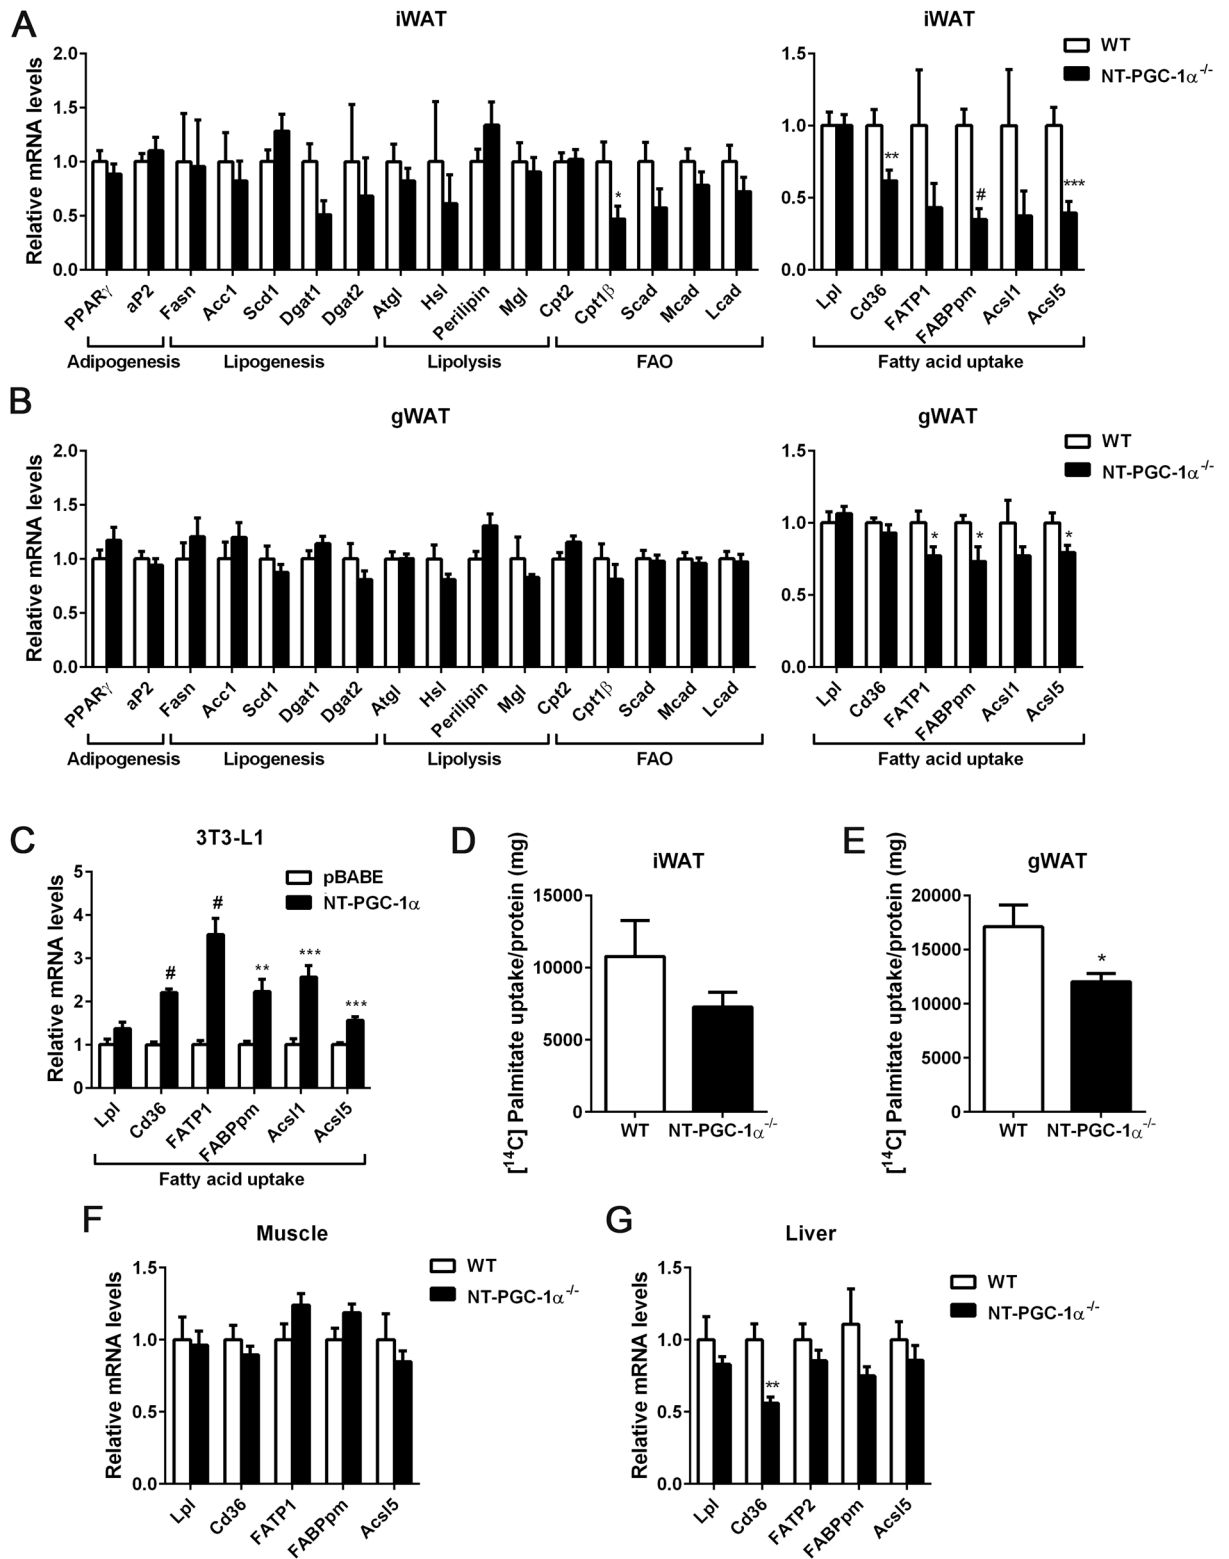 A
iWAT
iWAT
WT
NT-PGC-1α-/-
Relative mRNA levels
2.0
1.5
1.0
0.5
0.0
1.5
1.0
0.5
0.0
**
#
***
*
PPARγ aP2 Fasn Acc1 Scd1 Dgat1 Dgat2 Atgl Hsl Perilipin Mgl Cpt2 Cpt1β Scad Mcad Lcad
Lpl Cd36 FATP1 FABPpm Acsl1 Acsl5
Adipogenesis Lipogenesis Lipolysis FAO
Fatty acid uptake
B
gWAT
gWAT
WT
NT-PGC-1α-/-
Relative mRNA levels
2.0
1.5
1.0
0.5
0.0
1.5
1.0
0.5
0.0
* * *
PPARγ aP2 Fasn Acc1 Scd1 Dgat1 Dgat2 Atgl Hsl Perilipin Mgl Cpt2 Cpt1β Scad Mcad Lcad
Lpl Cd36 FATP1 FABPpm Acsl1 Acsl5
Adipogenesis Lipogenesis Lipolysis FAO
Fatty acid uptake
C
3T3-L1
pBABE
NT-PGC-1α
Relative mRNA levels
5
4
3
2
1
0
# # ** *** ***
Lpl Cd36 FATP1 FABPpm Acsl1 Acsl5
Fatty acid uptake
D
iWAT
[14C] Palmitate uptake/protein (mg)
15000
10000
5000
0
WT NT-PGC-1α-/-
E
gWAT
[14C] Palmitate uptake/protein (mg)
20000
15000
10000
5000
0
*
WT NT-PGC-1α-/-
F
Muscle
WT
NT-PGC-1α-/-
Relative mRNA levels
1.5
1.0
0.5
0.0
Lpl Cd36 FATP1 FABPpm Acsl5
G
Liver
WT
NT-PGC-1α-/-
Relative mRNA levels
1.5
1.0
0.5
0.0
**
Lpl Cd36 FATP2 FABPpm Acsl5